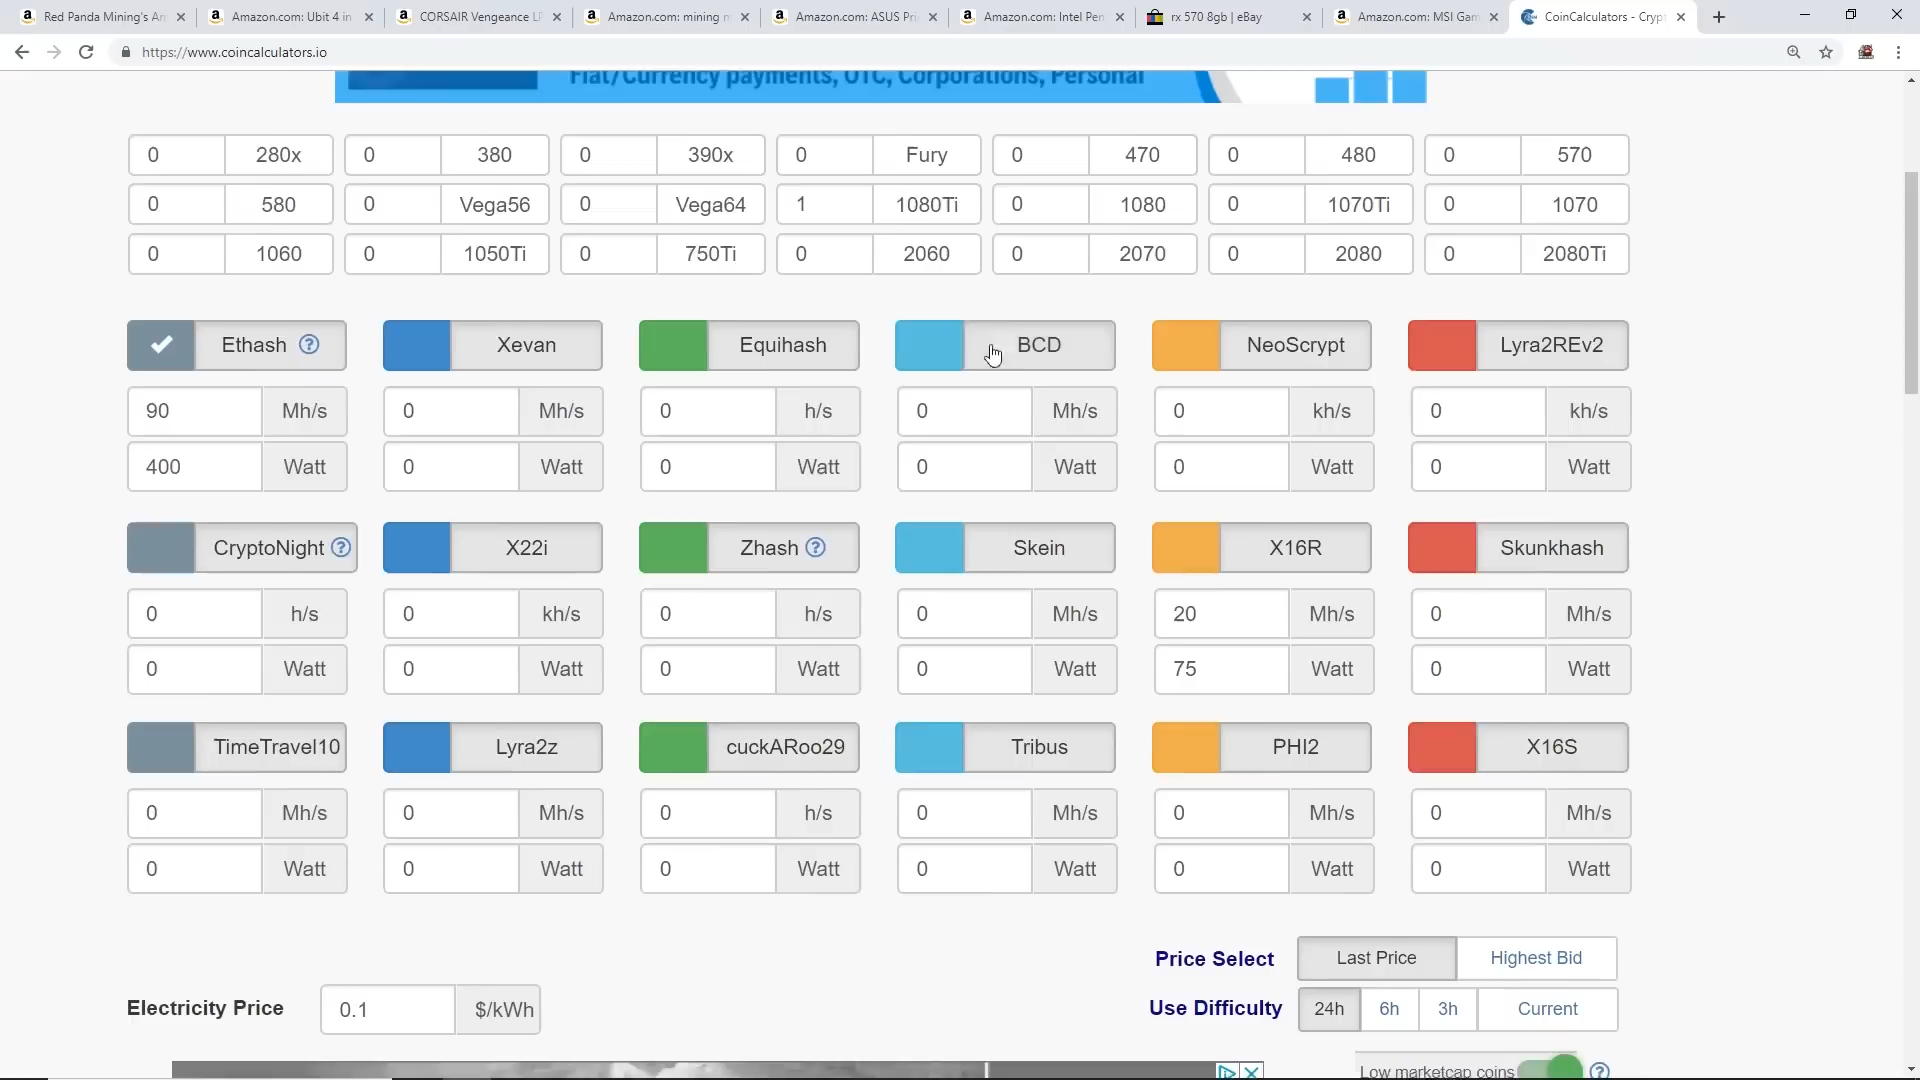 Red Panda Mining's A
Amazon.com: Ubit 4 in
CORSAIR Vengeance L
Amazon.com: mining
Amazon.com: ASUS Pri
Amazon.com: Intel Pen
rx 570 8gb | eBay
Amazon.com: MSI Gam
CoinCalculators - Cryp
https://www.coincalculators.io
Fiat/Currency payments, OTC, Corporations, Personal
0 280x 0 380 0 390x 0 Fury 0 470 0 480 0 570
0 580 0 Vega56 0 Vega64 1 1080Ti 0 1080 0 1070Ti 0 1070
0 1060 0 1050Ti 0 750Ti 0 2060 0 2070 0 2080 0 2080Ti
Ethash ? Xevan Equihash BCD NeoScrypt Lyra2REv2
90 Mh/s 0 Mh/s 0 h/s 0 Mh/s 0 kh/s 0 kh/s
400 Watt 0 Watt 0 Watt 0 Watt 0 Watt 0 Watt
CryptoNight ? X22i Zhash ? Skein X16R Skunkhash
0 h/s 0 kh/s 0 h/s 0 Mh/s 20 Mh/s 0 Mh/s
0 Watt 0 Watt 0 Watt 0 Watt 75 Watt 0 Watt
TimeTravel10 Lyra2z cuckARoo29 Tribus PHI2 X16S
0 Mh/s 0 Mh/s 0 h/s 0 Mh/s 0 Mh/s 0 Mh/s
0 Watt 0 Watt 0 Watt 0 Watt 0 Watt 0 Watt
Price Select Last Price Highest Bid
Electricity Price 0.1 $/kWh
Use Difficulty 24h 6h 3h Current
Low marketcap coins ?